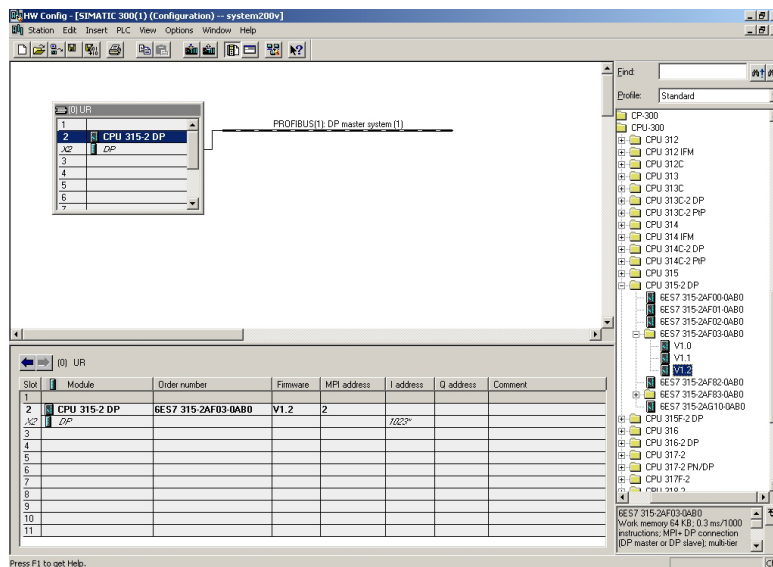 HW Config - [SIMATIC 300(1) (Configuration) -- system200v]
Station Edit Insert PLC View Options Window Help
(0) UR
1
2 CPU 315-2 DP
X2 DP
3
4
5
6
7
PROFIBUS(1): DP master system (1)
Find:
Profile: Standard
CP-300
CPU-300
CPU 312
CPU 312 IFM
CPU 312C
CPU 313
CPU 313C
CPU 313C-2 DP
CPU 313C-2 PtP
CPU 314
CPU 314 IFM
CPU 314C-2 DP
CPU 314C-2 PtP
CPU 315
CPU 315-2 DP
6ES7 315-2AF00-0AB0
6ES7 315-2AF01-0AB0
6ES7 315-2AF02-0AB0
6ES7 315-2AF03-0AB0
V1.0
V1.1
V1.2
6ES7 315-2AF82-0AB0
6ES7 315-2AF83-0AB0
6ES7 315-2AG10-0AB0
CPU 315F-2 DP
CPU 316
CPU 316-2 DP
CPU 317-2
CPU 317-2 PN/DP
CPU 317F-2
CPU 318-2
(0) UR
Slot Module Order number Firmware MPI address I address Q address Comment
1
2 CPU 315-2 DP 6ES7 315-2AF03-0AB0 V1.2 2
X2 DP 1023*
3
4
5
6
7
8
9
10
11
6ES7 315-2AF03-0AB0
Work memory 64 KB; 0.3 ms/1000
instructions; MPI+ DP connection
(DP master or DP slave); multi-tier
Press F1 to get Help.